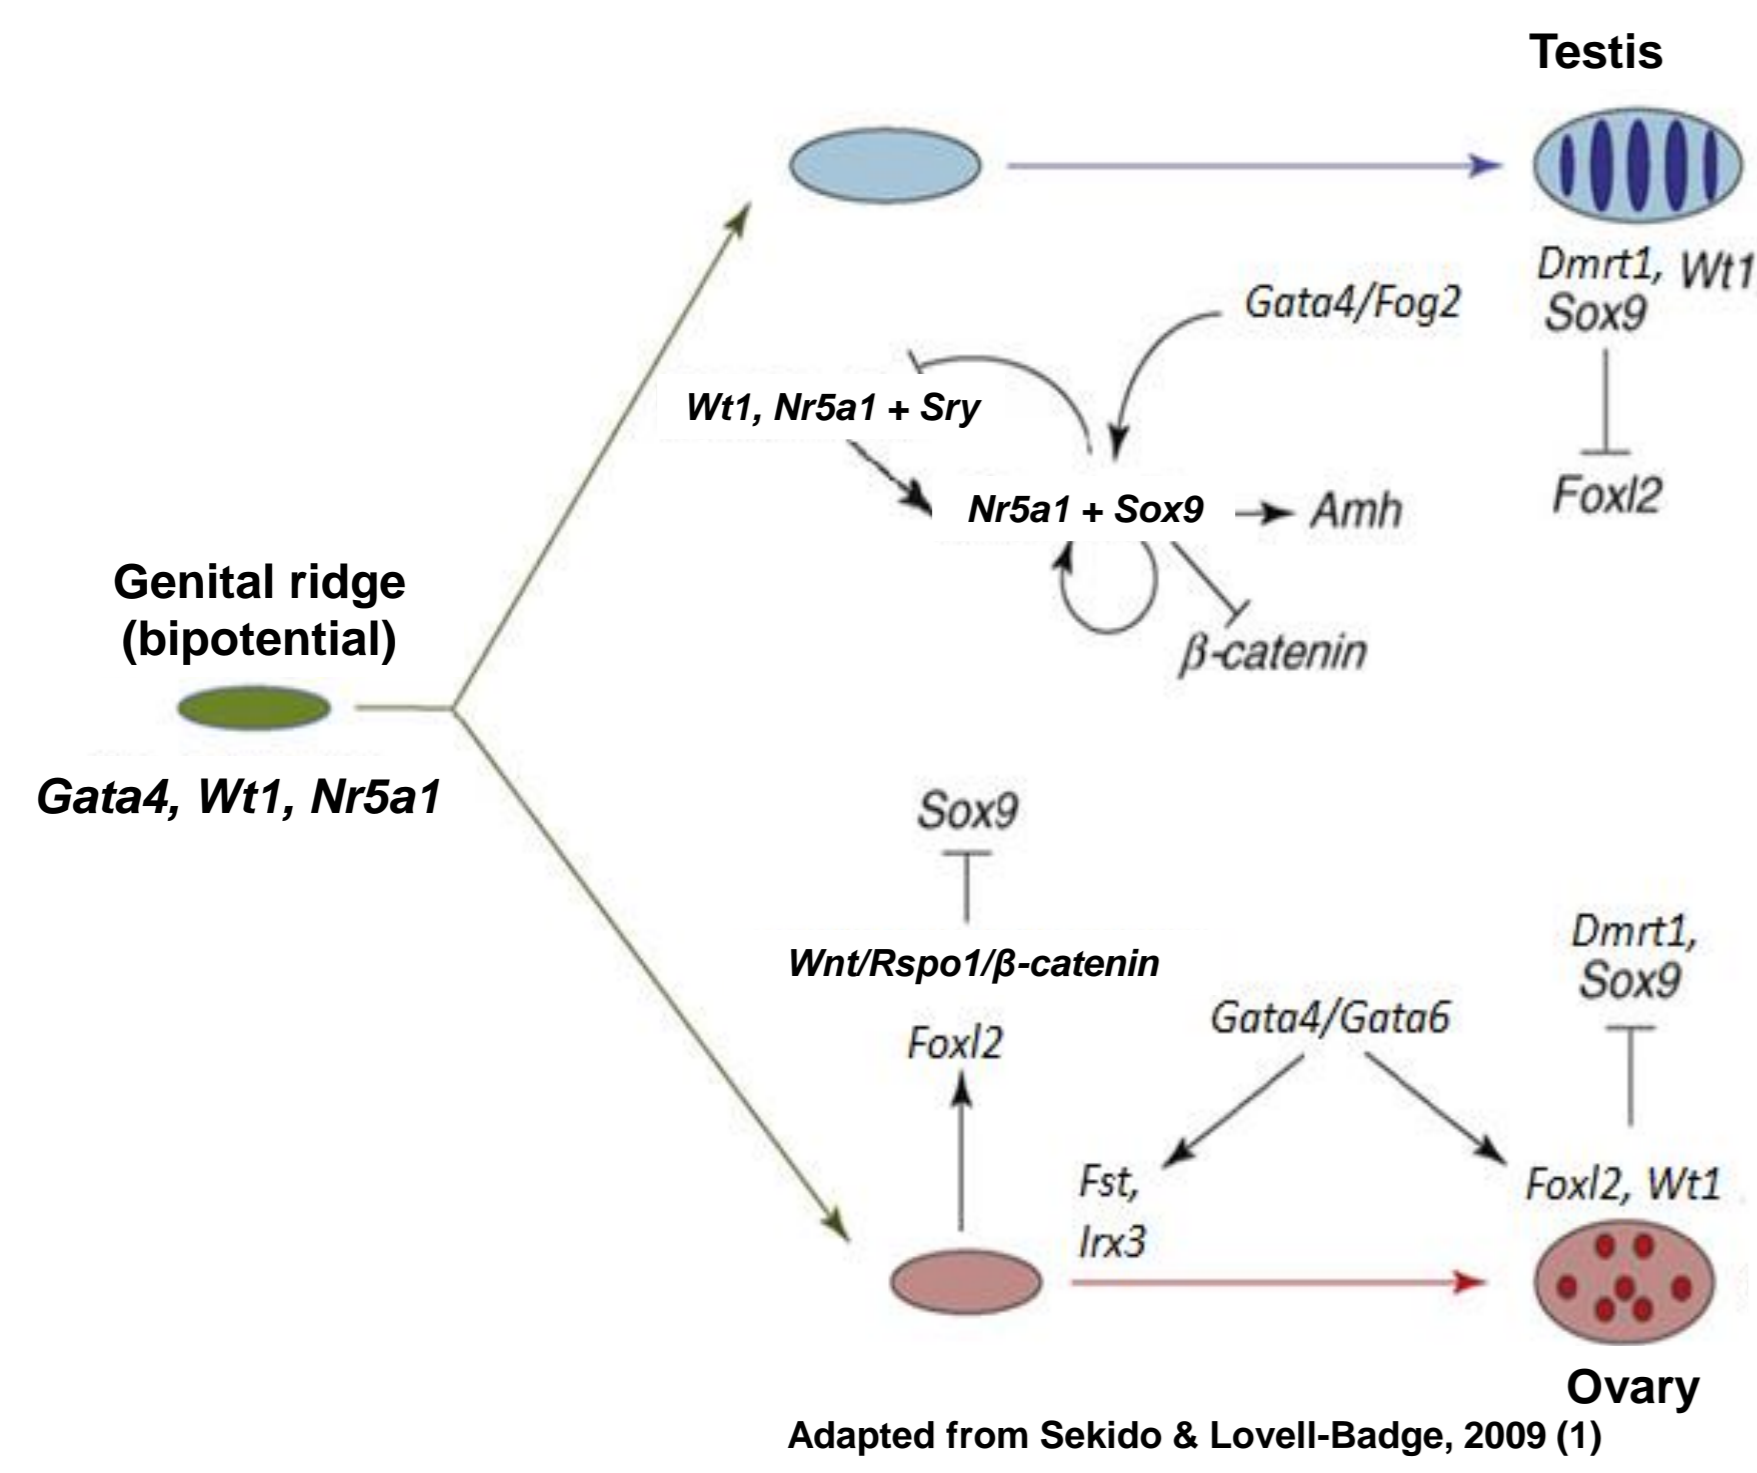 Testis
Dmrt1, Wt1
Sox9
Gata4/Fog2
Wt1, Nr5a1 + Sry
Nr5a1 + Sox9
Amh
Foxl2
β-catenin
Genital ridge
(bipotential)
Gata4, Wt1, Nr5a1
Sox9
Wnt/Rspo1/β-catenin
Foxl2
Gata4/Gata6
Dmrt1,
Sox9
Fst,
Irx3
Foxl2, Wt1
Ovary
Adapted from Sekido & Lovell-Badge, 2009 (1)